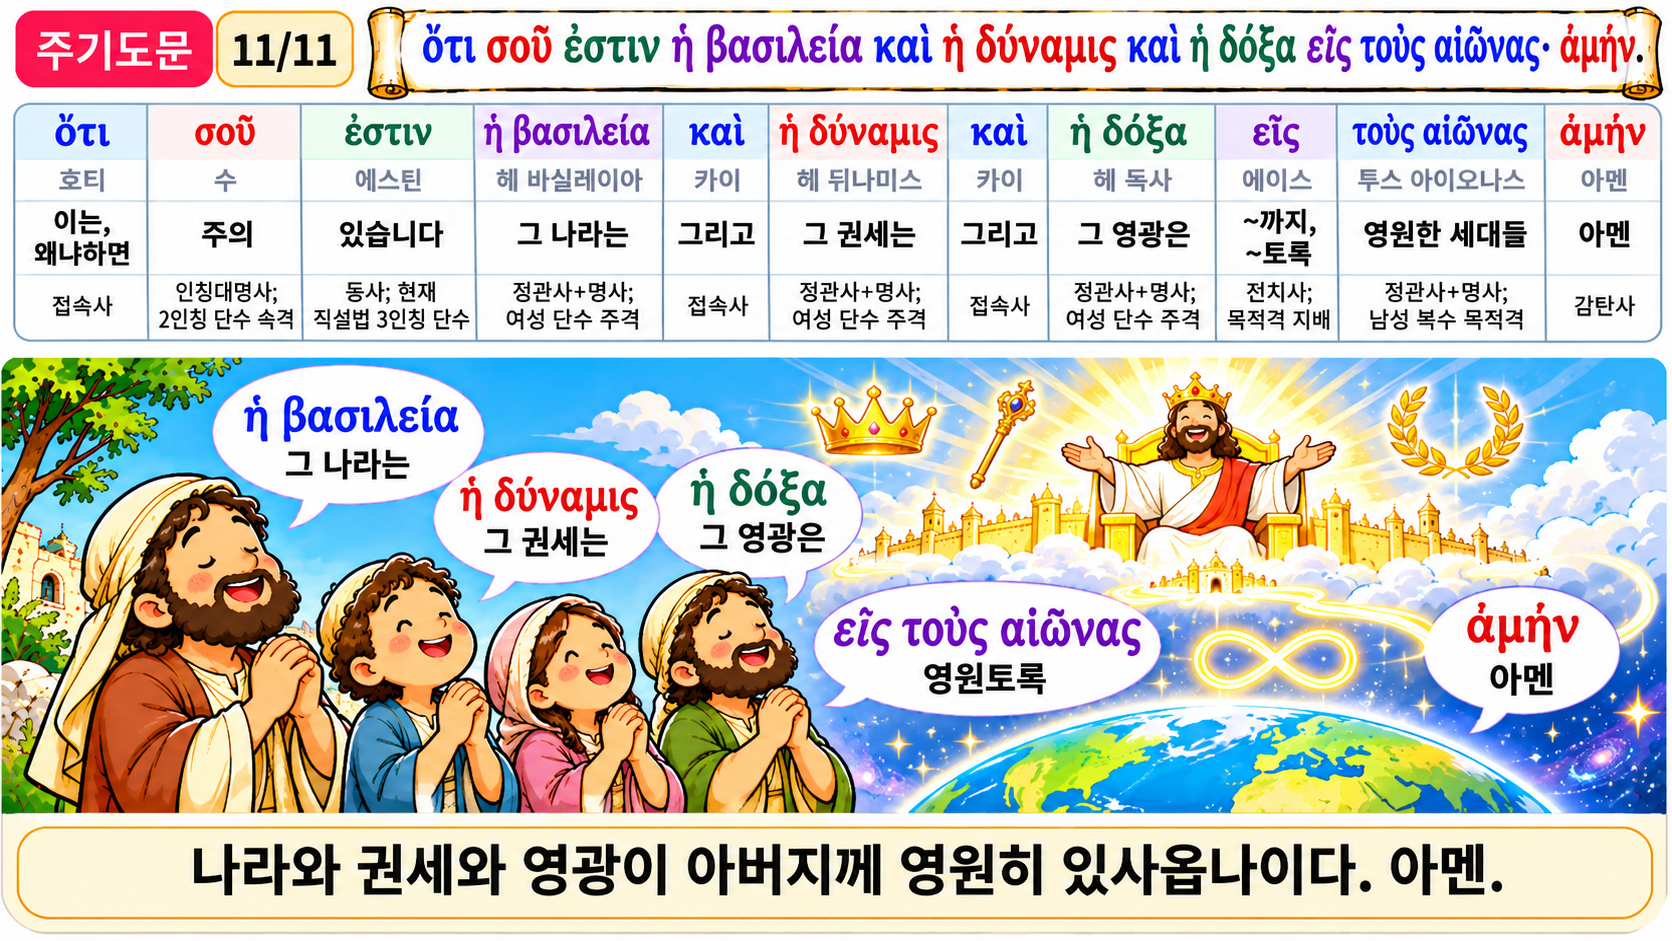 주기도문
11/11
ὅτι σοῦ ἐστιν ἡ βασιλεία καὶ ἡ δύναμις καὶ ἡ δόξα εἲς τοὺς αἰῶνας· ἀμήν.
ὅτι σοῦ ἐστιν ἡ βασιλεία καὶ ἡ δύναμις καὶ ἡ δόξα εἲς τοὺς αἰῶνας ἀμήν
호티 수 에스틴 헤 바실레이아 카이 헤 뒤나미스 카이 헤 독사 에이스 투스 아이오나스 아멘
이는, 왜냐하면 주의 있습니다 그 나라는 그리고 그 권세는 그리고 그 영광은 ~까지, ~토록 영원한 세대들 아멘
접속사 인칭대명사; 2인칭 단수 속격 동사; 현재 직설법 3인칭 단수 정관사+명사; 여성 단수 주격 접속사 정관사+명사; 여성 단수 주격 접속사 정관사+명사; 여성 단수 주격 전치사; 목적격 지배 정관사+명사; 남성 복수 목적격 감탄사
ἡ βασιλεία
그 나라는
ἡ δύναμις
그 권세는
ἡ δόξα
그 영광은
εἲς τοὺς αἰῶνας
영원토록
ἀμήν
아멘
나라와 권세와 영광이 아버지께 영원히 있사옵나이다. 아멘.